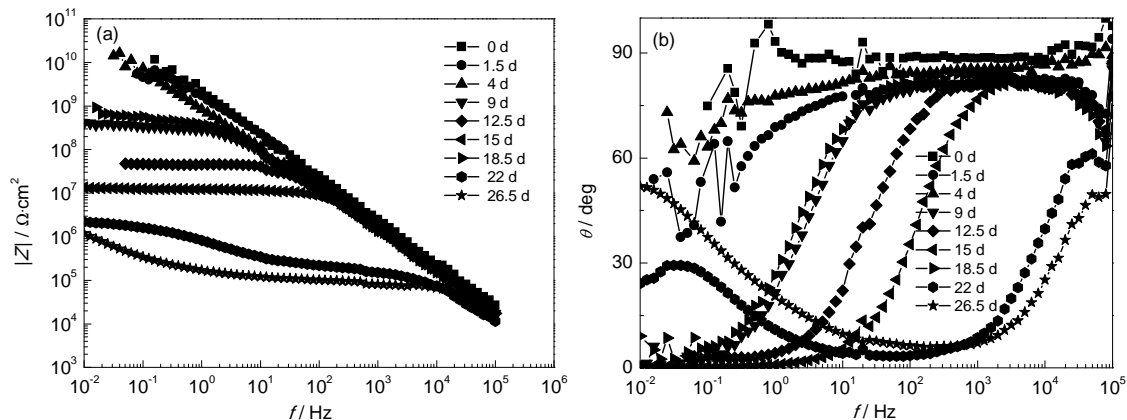 (a)
10^11
10^10
10^9
10^8
10^7
10^6
10^5
10^4
10^3
|Z| / Ω·cm^2
0 d
1.5 d
4 d
9 d
12.5 d
15 d
18.5 d
22 d
26.5 d
10^-2 10^-1 10^0 10^1 10^2 10^3 10^4 10^5 10^6
f / Hz
(b)
90
60
30
0
θ / deg
0 d
1.5 d
4 d
9 d
12.5 d
15 d
18.5 d
22 d
26.5 d
10^-2 10^-1 10^0 10^1 10^2 10^3 10^4 10^5
f / Hz